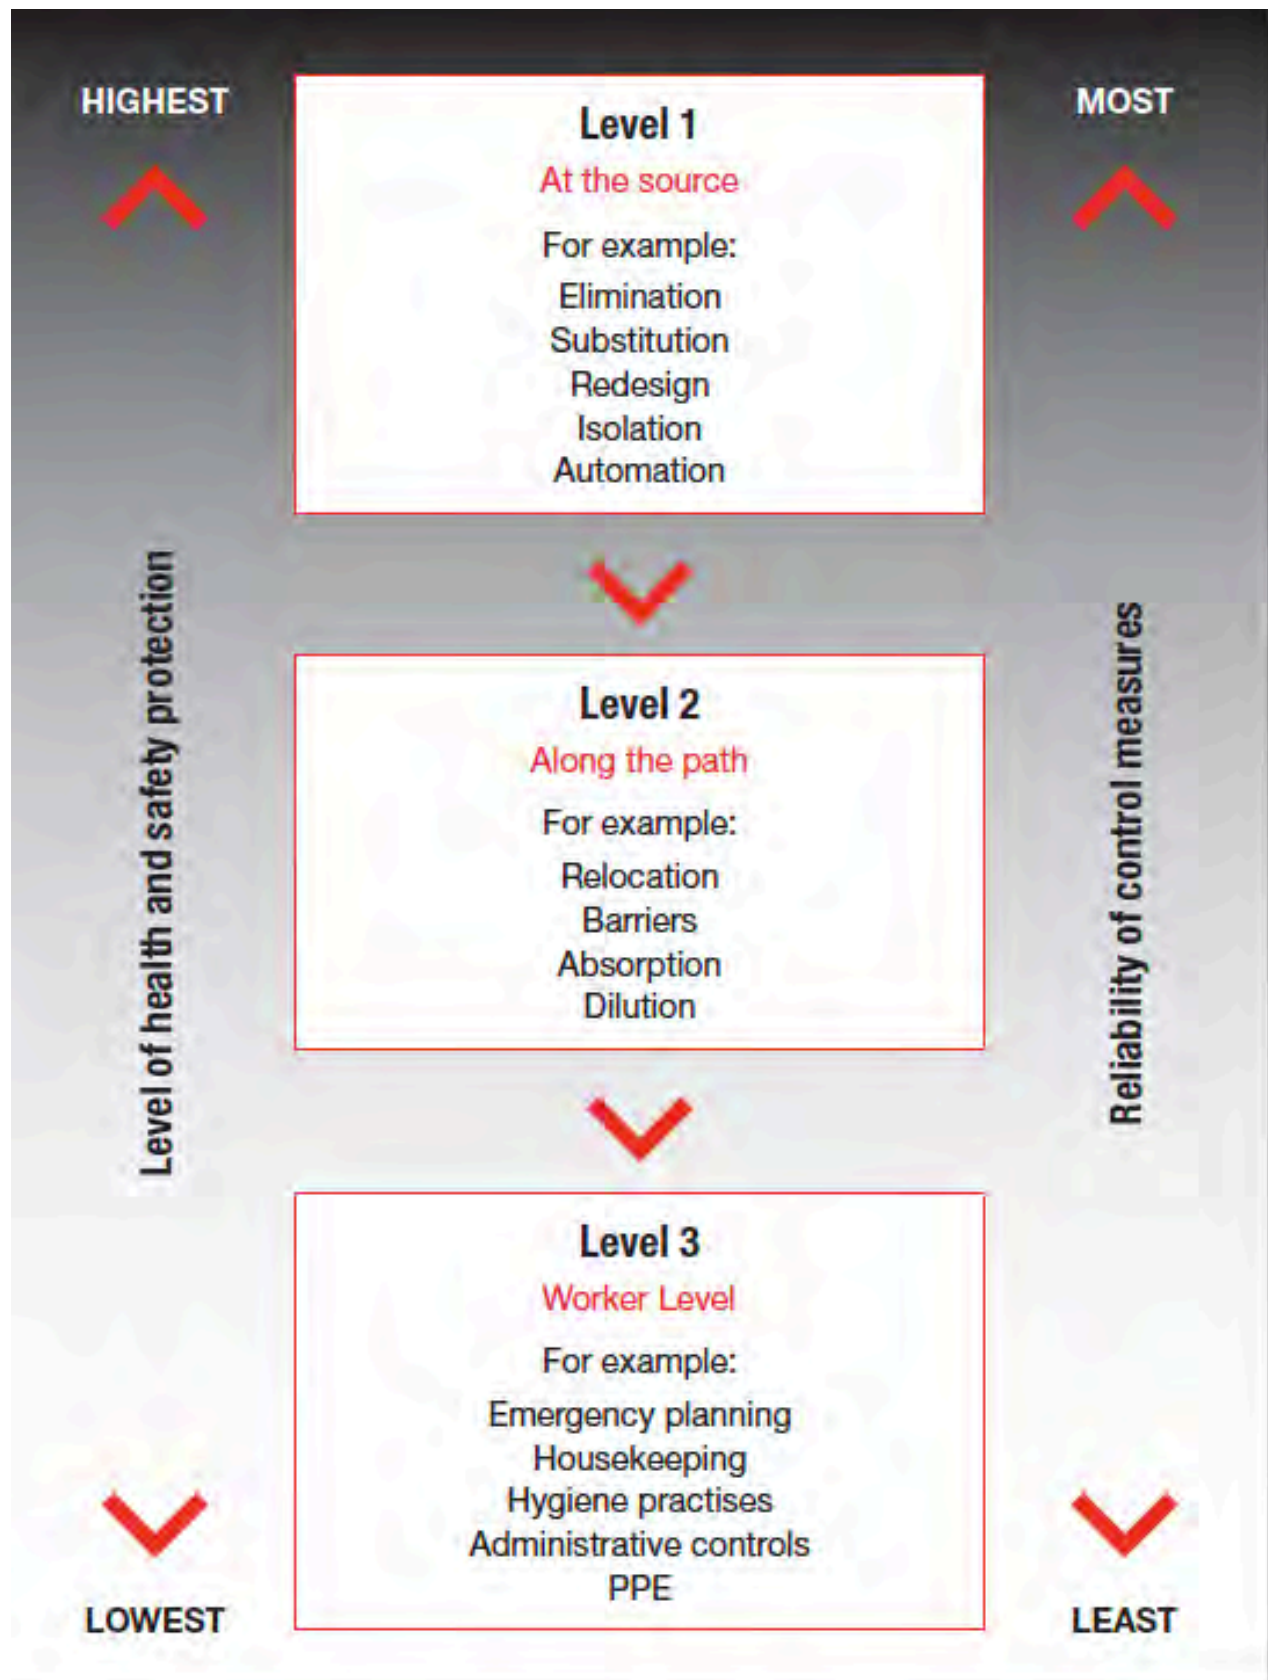 HIGHEST
MOST
Level 1
At the source
For example:
Elimination
Substitution
Redesign
Isolation
Automation
Level of health and safety protection
Reliability of control measures
Level 2
Along the path
For example:
Relocation
Barriers
Absorption
Dilution
Level 3
Worker Level
For example:
Emergency planning
Housekeeping
Hygiene practises
Administrative controls
PPE
LOWEST
LEAST